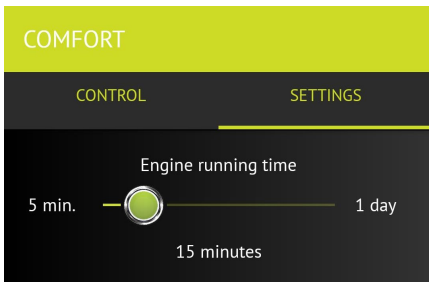 COMFORT
CONTROL SETTINGS
Engine running time
5 min. 1 day
15 minutes